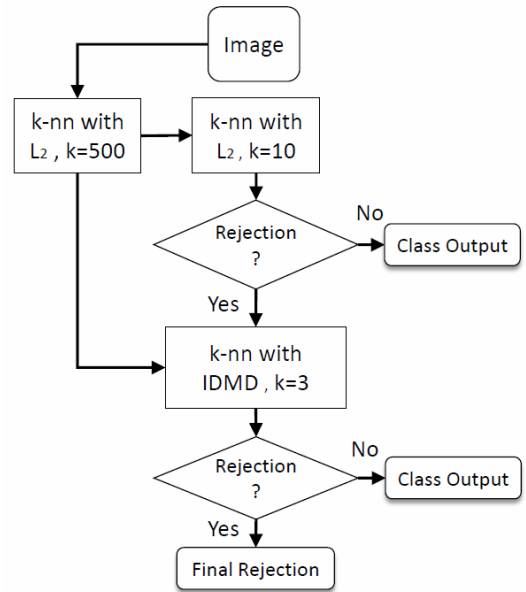 Image
k-nn with
L₂ , k=500
k-nn with
L₂ , k=10
Rejection
?
No
Class Output
Yes
k-nn with
IDMD , k=3
Rejection
?
No
Class Output
Yes
Final Rejection